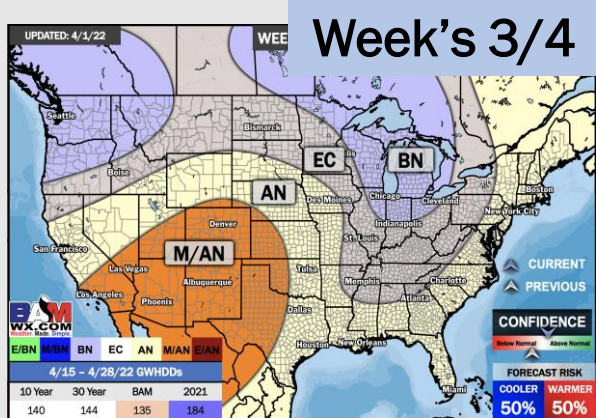 Week's 3/4
UPDATED: 4/1/22
WEE
Seattle
Bismarck
Boise
EC
BN
AN
Des Moines
Chicago
Cleveland
Boston
New York City
Indianapolis
Denver
San Francisco
M/AN
St. Louis
Las Vegas
Albuquerque
Tulsa
Memphis
Charlotte
Los Angeles
Phoenix
Atlanta
Dallas
CURRENT
PREVIOUS
BAM
WX.COM
Weather. Made. Simple.
Houston
New Orleans
CONFIDENCE
Below Normal
Above Normal
E/BN M/BN BN EC AN M/AN E/AN
4/15 – 4/28/22 GWHDDs
Miami
FORECAST RISK
COOLER WARMER
50% 50%
10 Year 30 Year BAM 2021
140 144 135 184